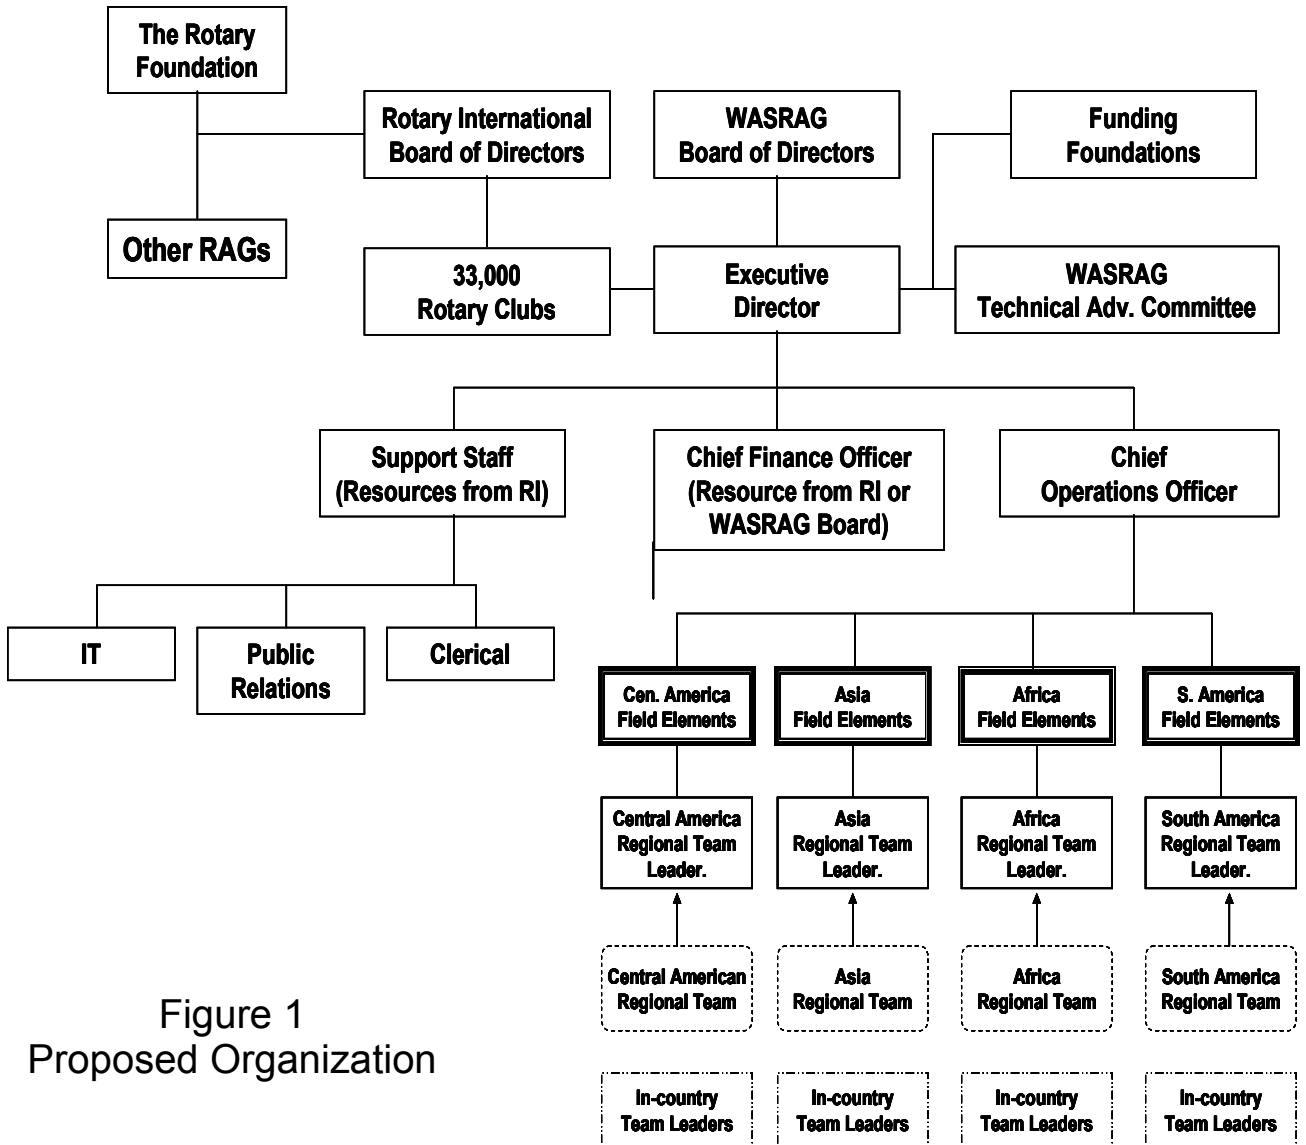 The Rotary
Foundation
Rotary International
Board of Directors
WASRAG
Board of Directors
Funding
Foundations
Other RAGs
33,000
Rotary Clubs
Executive
Director
WASRAG
Technical Adv. Committee
Support Staff
(Resources from RI)
Chief Finance Officer
(Resource from RI or
WASRAG Board)
Chief
Operations Officer
IT
Public
Relations
Clerical
Cen. America
Field Elements
Asia
Field Elements
Africa
Field Elements
S. America
Field Elements
Central America
Regional Team
Leader.
Asia
Regional Team
Leader.
Africa
Regional Team
Leader.
South America
Regional Team
Leader.
Central American
Regional Team
Asia
Regional Team
Africa
Regional Team
South America
Regional Team
Figure 1
Proposed Organization
In-country
Team Leaders
In-country
Team Leaders
In-country
Team Leaders
In-country
Team Leaders